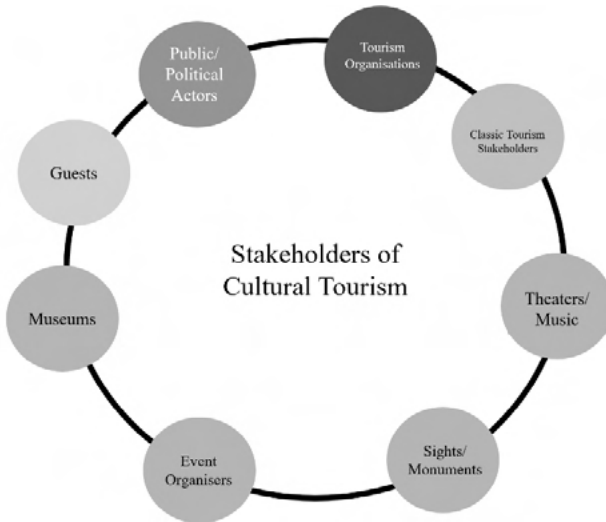 Public/
Political
Actors
Tourism
Organisations
Classic Tourism
Stakeholders
Guests
Stakeholders of
Cultural Tourism
Museums
Theaters/
Music
Event
Organisers
Sights/
Monuments